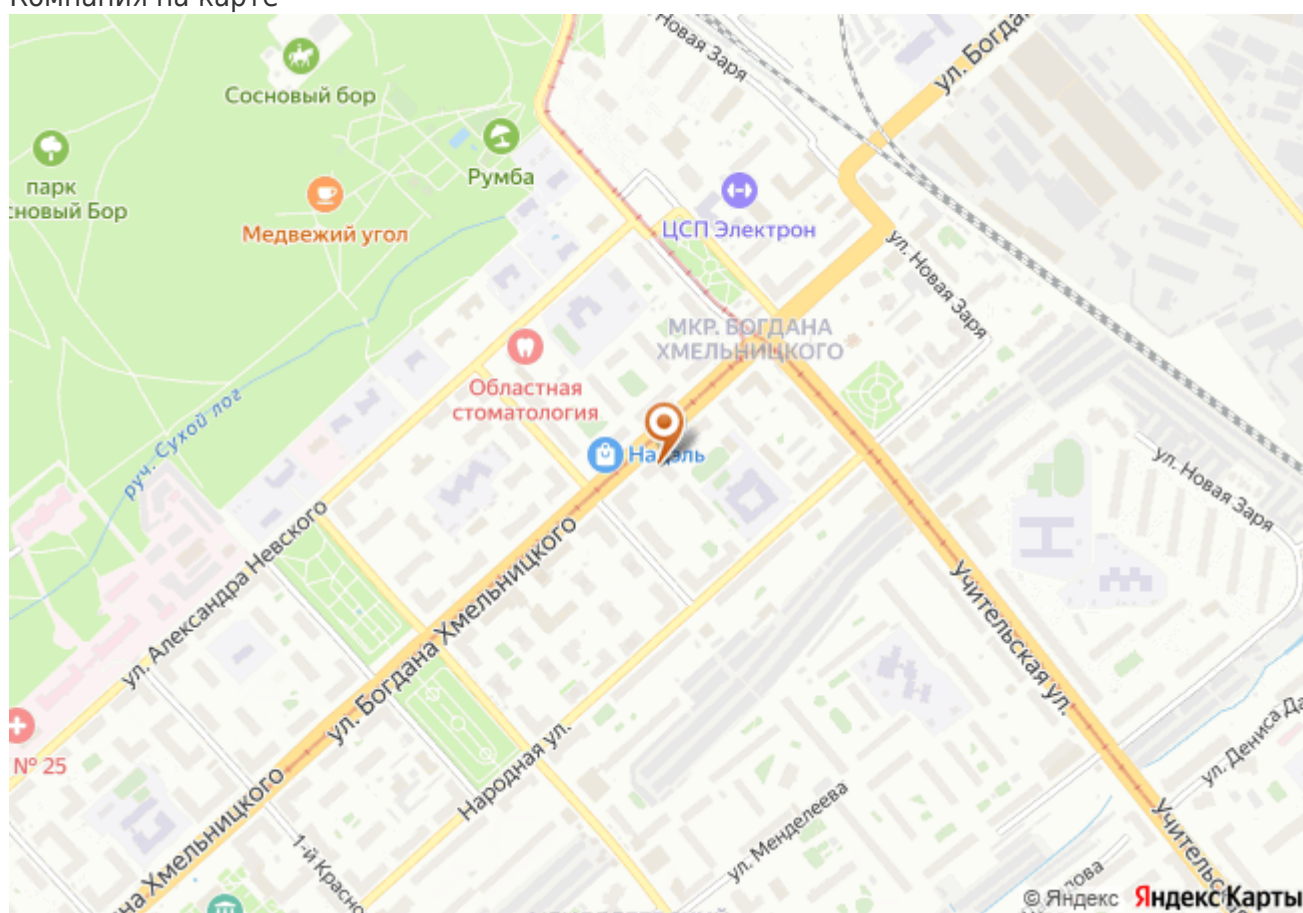 Компания на карте
Новая Заря
ул. Богда
Сосновый бор
Румба
парк
сновый Бор
Медвежий угол
ЦСП Электрон
ул. Новая Заря
МКР. БОГДАНА
ХМЕЛЬНИЦКОГО
Областная
стоматология
руч. Сухой лог
ул. Новая Заря
ул. Александра Невского
ул. Богдана Хмельницкого
Учительская ул.
№ 25
Народная ул.
ул. Дениса Да
на Хмельницкого
1-й Красно
ул. Менделеева
Учительск
© Яндекс Яндекс Карты